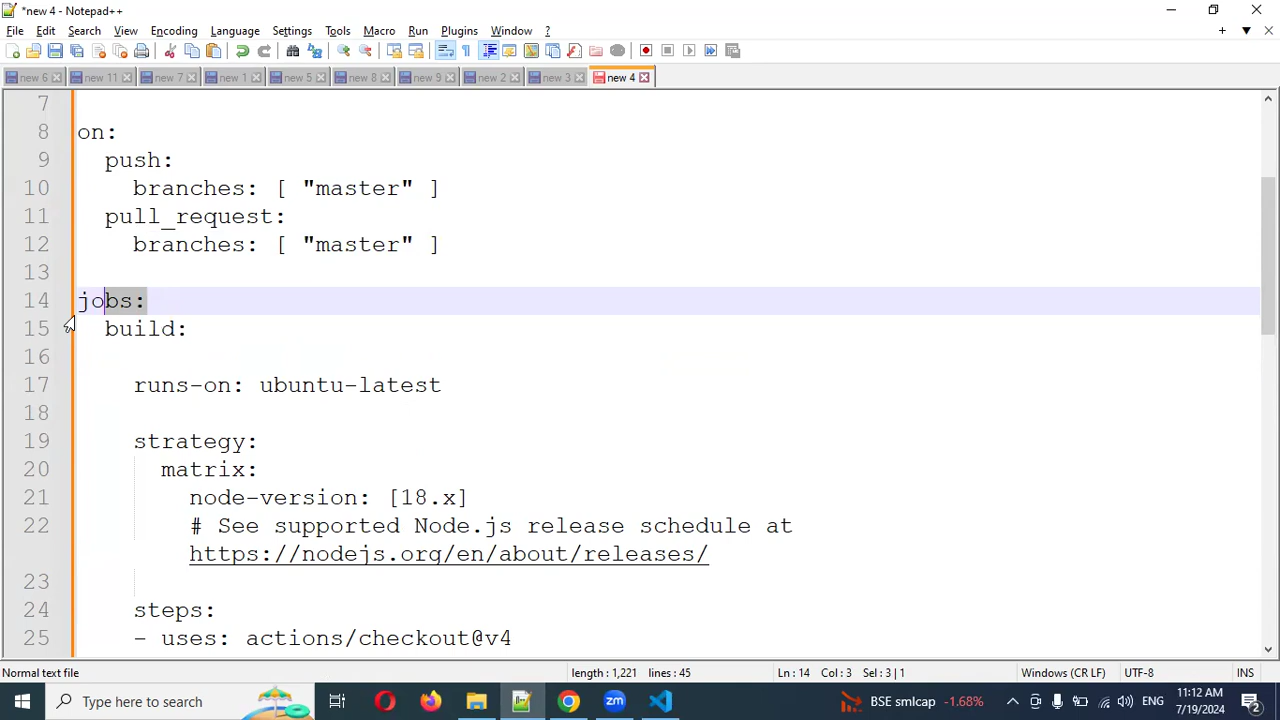 *new 4 - Notepad++
File Edit Search View Encoding Language Settings Tools Macro Run Plugins Window ?
new 6 new 11 new 7 new 1 new 5 new 8 new 9 new 2 new 3 new 4
7
8 on:
9 push:
10 branches: [ "master" ]
11 pull_request:
12 branches: [ "master" ]
13
14 jobs:
15 build:
16
17 runs-on: ubuntu-latest
18
19 strategy:
20 matrix:
21 node-version: [18.x]
22 # See supported Node.js release schedule at
https://nodejs.org/en/about/releases/
23
24 steps:
25 - uses: actions/checkout@v4
Normal text file length : 1,221 lines : 45 Ln : 14 Col : 3 Sel : 3 | 1 Windows (CR LF) UTF-8 INS
Type here to search zm BSE smlcap -1.68% ENG 11:12 AM
7/19/2024 2